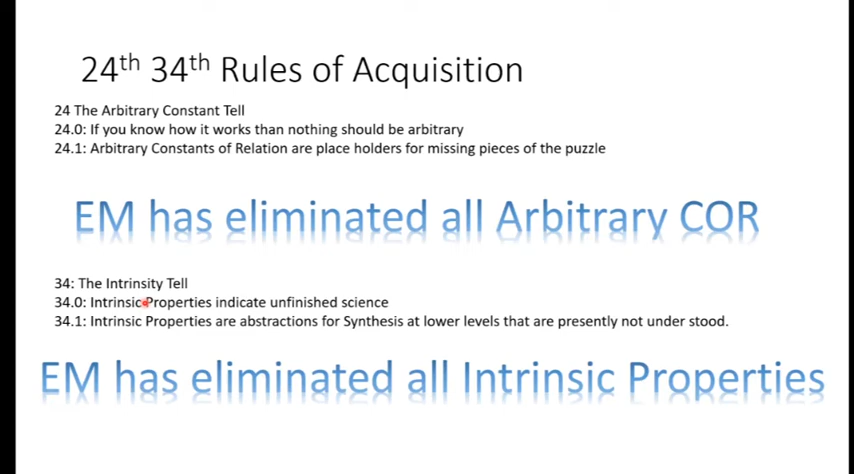 24th 34th Rules of Acquisition
24 The Arbitrary Constant Tell
24.0: If you know how it works than nothing should be arbitrary
24.1: Arbitrary Constants of Relation are place holders for missing pieces of the puzzle
EM has eliminated all Arbitrary COR
34: The Intrinsity Tell
34.0: Intrinsic Properties indicate unfinished science
34.1: Intrinsic Properties are abstractions for Synthesis at lower levels that are presently not under stood.
EM has eliminated all Intrinsic Properties